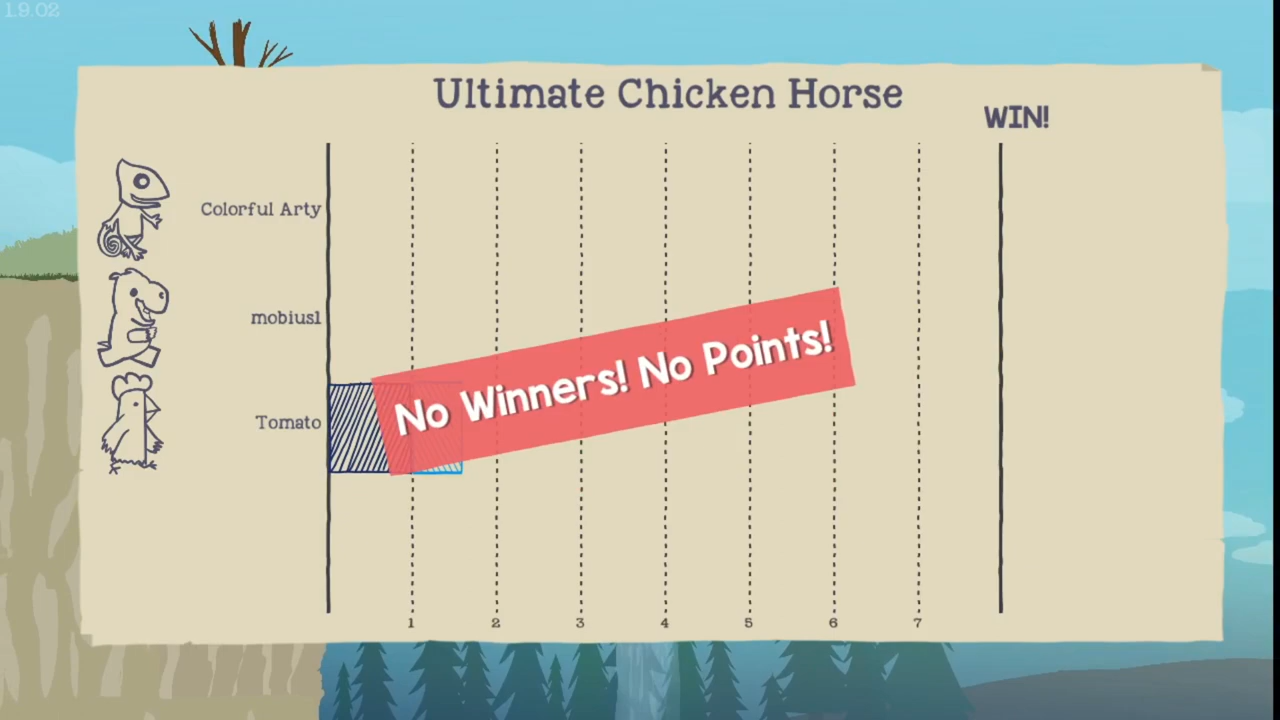 1.9.02
Ultimate Chicken Horse
WIN!
Colorful Arty
mobius1
Tomato
No Winners! No Points!
1 2 3 4 5 6 7